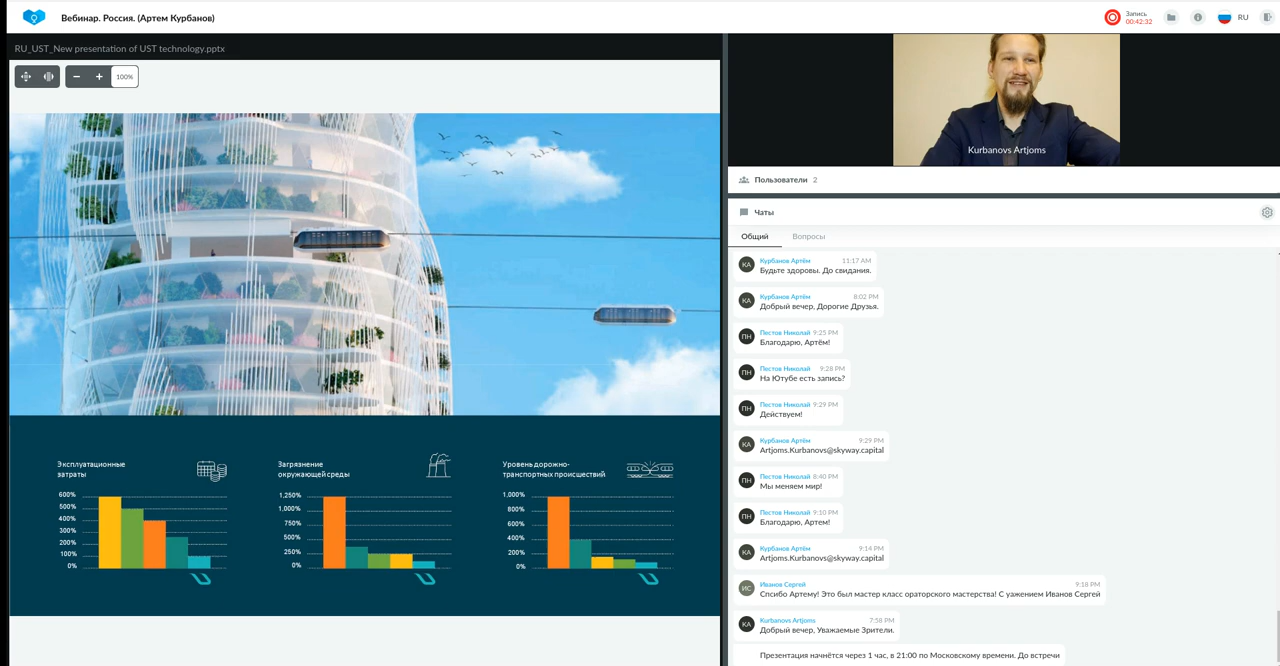 Вебинар. Россия. (Артем Курбанов)
Запись
00:42:32
RU
RU_UST_New presentation of UST technology.pptx
100%
Kurbanovs Artjoms
Пользователи 2
Чаты
Общий Вопросы
КА Курбанов Артём 11:17 AM
Будьте здоровы. До свидания.
КА Курбанов Артём 8:02 PM
Добрый вечер, Дорогие Друзья.
ПН Пестов Николай 9:25 PM
Благодарю, Артём!
ПН Пестов Николай 9:28 PM
На Ютубе есть запись?
ПН Пестов Николай 9:29 PM
Действуем!
КА Курбанов Артём 9:29 PM
Artjoms.Kurbanovs@skyway.capital
ПН Пестов Николай 8:40 PM
Мы меняем мир!
ПН Пестов Николай 9:10 PM
Благодарю, Артем!
КА Курбанов Артём 9:14 PM
Artjoms.Kurbanovs@skyway.capital
ИС Иванов Сергей 9:18 PM
Спсибо Артему! Это был мастер класс ораторского мастерства! С уажением Иванов Сергей
KA Kurbanovs Artjoms 7:58 PM
Добрый вечер, Уважаемые Зрители.
Презентация начнётся через 1 час, в 21:00 по Московскому времени. До встречи
Эксплуатационные
затраты
600%
500%
400%
300%
200%
100%
0%
Загрязнение
окружающей среды
1,250%
1,000%
750%
500%
250%
0%
Уровень дорожно-
транспортных происшествий
1,000%
800%
600%
400%
200%
0%